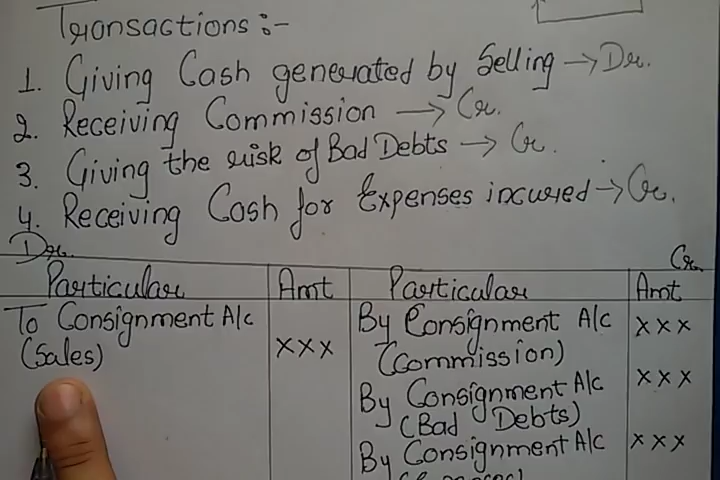 Transactions :-
1. Giving Cash generated by Selling → Dr.
2. Receiving Commission → Cr.
3. Giving the risk of Bad Debts → Cr.
4. Receiving Cash for Expenses incured → Cr.
Dr. Cr.
Particular Amt Particular Amt
To Consignment A/c By Consignment A/c xxx
(Sales) xxx (Commission)
By Consignment A/c xxx
(Bad Debts)
By Consignment A/c xxx